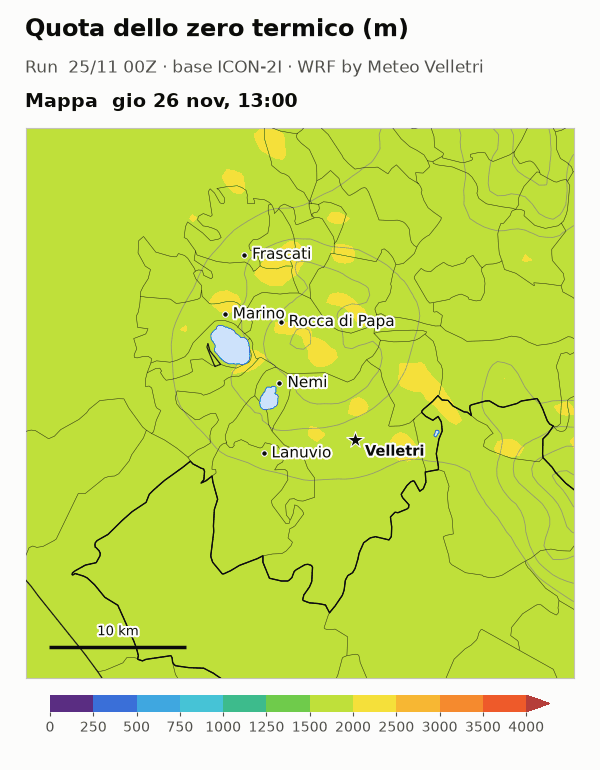 Quota dello zero termico (m)
Run  25/11 00Z · base ICON-2I · WRF by Meteo Velletri
Mappa  gio 26 nov, 13:00
Frascati
Marino
Rocca di Papa
Nemi
Velletri
Lanuvio
10 km
0 250 500 750 1000 1250 1500 2000 2500 3000 3500 4000